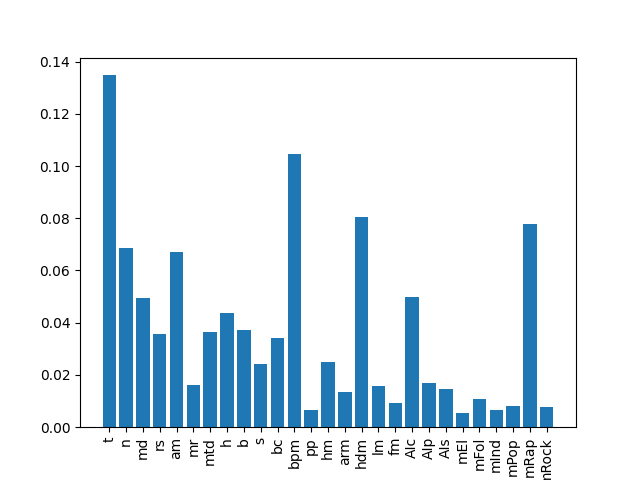 0.14
0.12
0.10
0.08
0.06
0.04
0.02
0.00
t
n
md
rs
am
mr
mtd
h
b
s
bc
bpm
pp
hm
arm
hdm
lm
fm
Alc
Alp
Als
mEl
mFol
mInd
mPop
mRap
mRock